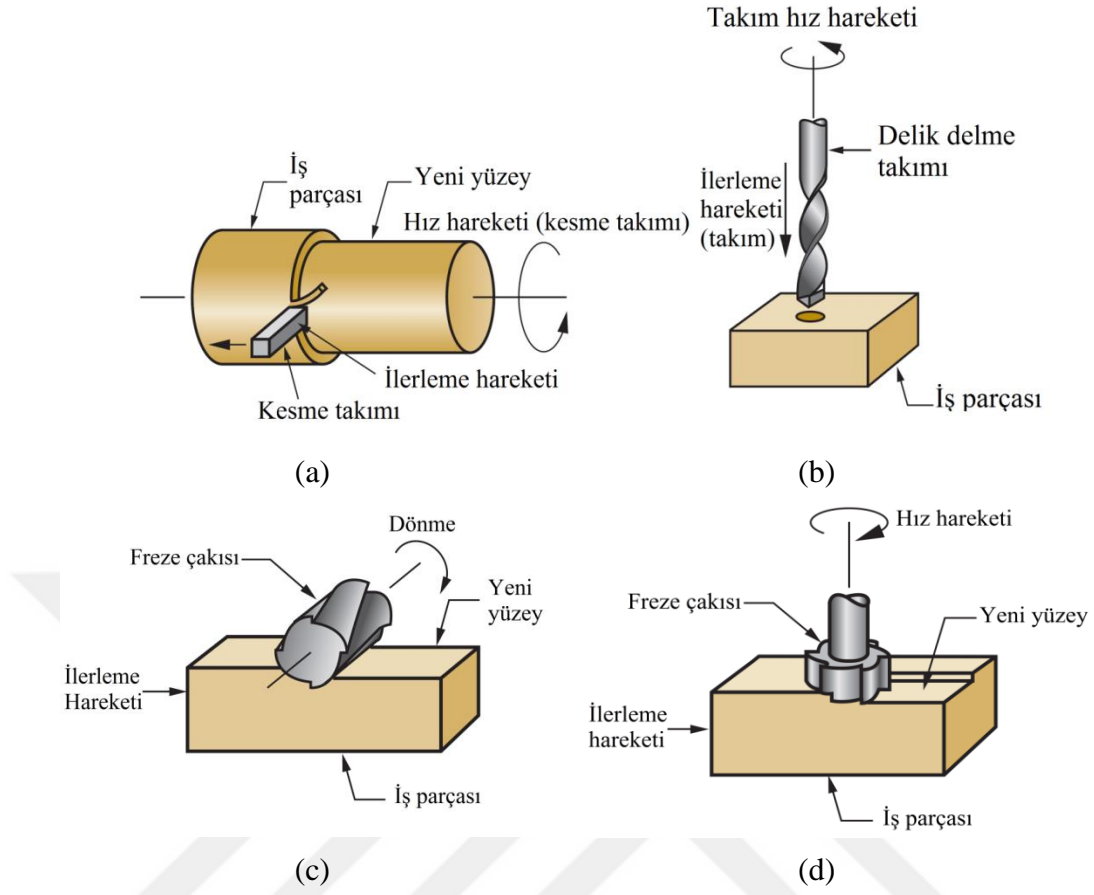 İş
parçası
Yeni yüzey
Hız hareketi (kesme takımı)
İlerleme hareketi
Kesme takımı
(a)
Takım hız hareketi
Delik delme
takımı
İlerleme
hareketi
(takım)
İş parçası
(b)
Dönme
Freze çakısı
Yeni
yüzey
İlerleme
Hareketi
İş parçası
(c)
Hız hareketi
Freze çakısı
Yeni yüzey
İlerleme
hareketi
İş parçası
(d)